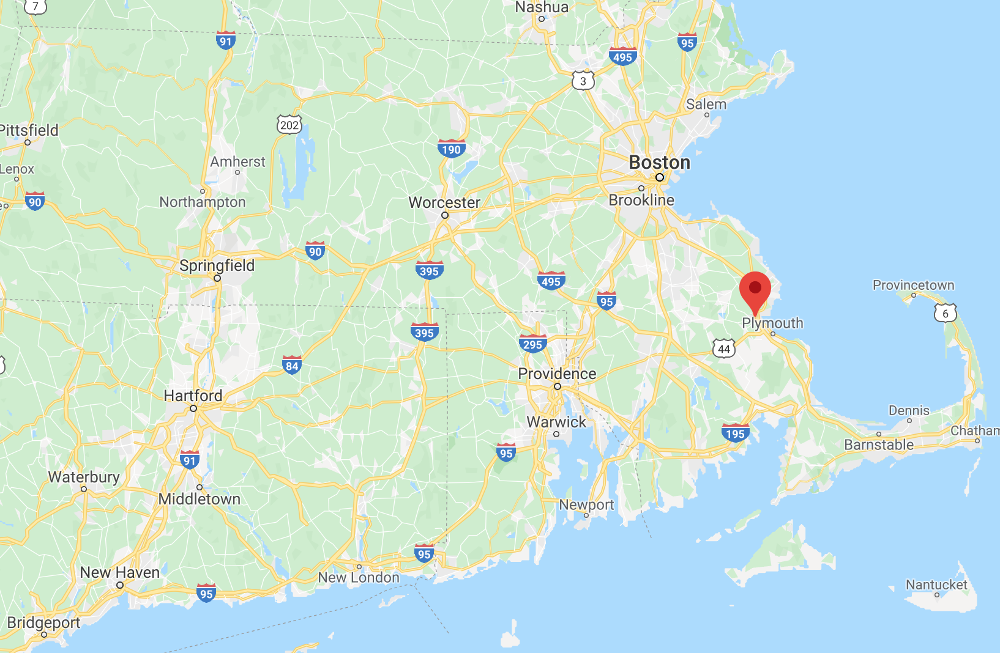 7
Nashua
91
95
495
3
Salem
202
Pittsfield
190
Amherst
Boston
Lenox
90
Northampton
Worcester
Brookline
90
Springfield
395
495
95
Provincetown
6
Plymouth
395
295
44
84
Providence
Hartford
Warwick
Dennis
195
Chatham
Barnstable
95
91
Waterbury
Middletown
Newport
95
New Haven
New London
95
Nantucket
Bridgeport